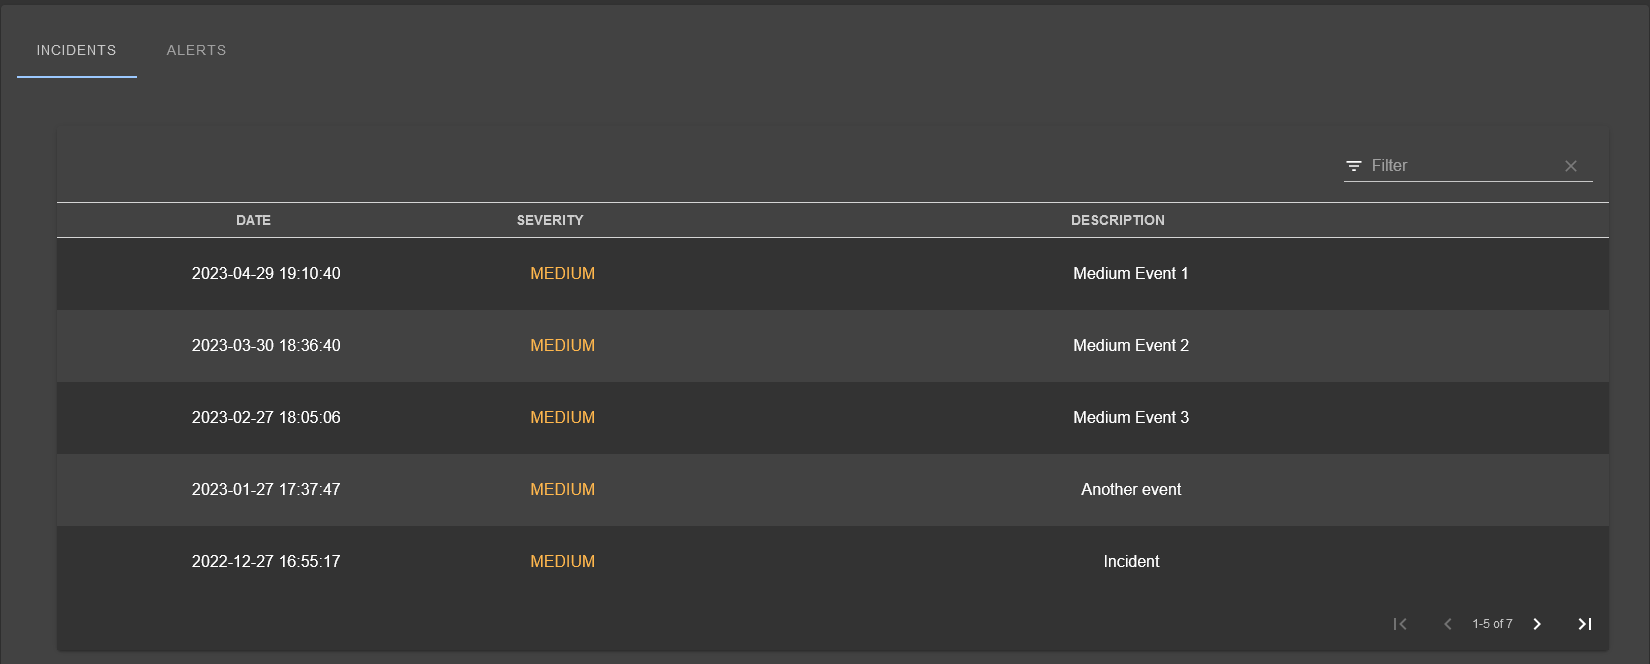 INCIDENTS ALERTS
Filter
DATE SEVERITY DESCRIPTION
2023-04-29 19:10:40 MEDIUM Medium Event 1
2023-03-30 18:36:40 MEDIUM Medium Event 2
2023-02-27 18:05:06 MEDIUM Medium Event 3
2023-01-27 17:37:47 MEDIUM Another event
2022-12-27 16:55:17 MEDIUM Incident
1-5 of 7